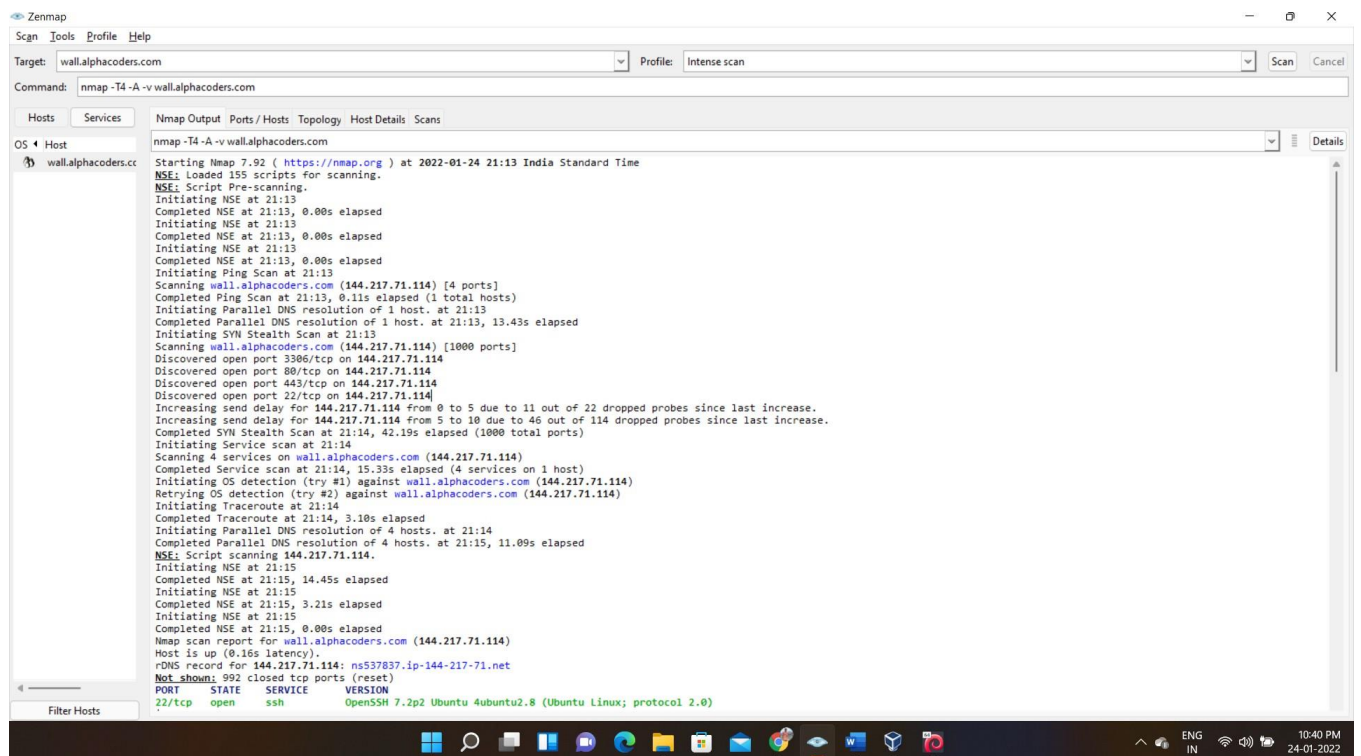 Zenmap
Scan Tools Profile Help
Target: wall.alphacoders.com Profile: Intense scan Scan Cancel
Command: nmap -T4 -A -v wall.alphacoders.com
Hosts Services Nmap Output Ports / Hosts Topology Host Details Scans
OS Host nmap -T4 -A -v wall.alphacoders.com Details
wall.alphacoders.cc
Starting Nmap 7.92 ( https://nmap.org ) at 2022-01-24 21:13 India Standard Time
NSE: Loaded 155 scripts for scanning.
NSE: Script Pre-scanning.
Initiating NSE at 21:13
Completed NSE at 21:13, 0.00s elapsed
Initiating NSE at 21:13
Completed NSE at 21:13, 0.00s elapsed
Initiating NSE at 21:13
Completed NSE at 21:13, 0.00s elapsed
Initiating Ping Scan at 21:13
Scanning wall.alphacoders.com (144.217.71.114) [4 ports]
Completed Ping Scan at 21:13, 0.11s elapsed (1 total hosts)
Initiating Parallel DNS resolution of 1 host. at 21:13
Completed Parallel DNS resolution of 1 host. at 21:13, 13.43s elapsed
Initiating SYN Stealth Scan at 21:13
Scanning wall.alphacoders.com (144.217.71.114) [1000 ports]
Discovered open port 3306/tcp on 144.217.71.114
Discovered open port 80/tcp on 144.217.71.114
Discovered open port 443/tcp on 144.217.71.114
Discovered open port 22/tcp on 144.217.71.114
Increasing send delay for 144.217.71.114 from 0 to 5 due to 11 out of 22 dropped probes since last increase.
Increasing send delay for 144.217.71.114 from 5 to 10 due to 46 out of 114 dropped probes since last increase.
Completed SYN Stealth Scan at 21:14, 42.19s elapsed (1000 total ports)
Initiating Service scan at 21:14
Scanning 4 services on wall.alphacoders.com (144.217.71.114)
Completed Service scan at 21:14, 15.33s elapsed (4 services on 1 host)
Initiating OS detection (try #1) against wall.alphacoders.com (144.217.71.114)
Retrying OS detection (try #2) against wall.alphacoders.com (144.217.71.114)
Initiating Traceroute at 21:14
Completed Traceroute at 21:14, 3.10s elapsed
Initiating Parallel DNS resolution of 4 hosts. at 21:14
Completed Parallel DNS resolution of 4 hosts. at 21:15, 11.09s elapsed
NSE: Script scanning 144.217.71.114.
Initiating NSE at 21:15
Completed NSE at 21:15, 14.45s elapsed
Initiating NSE at 21:15
Completed NSE at 21:15, 3.21s elapsed
Initiating NSE at 21:15
Completed NSE at 21:15, 0.00s elapsed
Nmap scan report for wall.alphacoders.com (144.217.71.114)
Host is up (0.16s latency).
rDNS record for 144.217.71.114: ns537837.ip-144-217-71.net
Not shown: 992 closed tcp ports (reset)
PORT STATE SERVICE VERSION
22/tcp open ssh OpenSSH 7.2p2 Ubuntu 4ubuntu2.8 (Ubuntu Linux; protocol 2.0)
Filter Hosts
ENG IN 10:40 PM
24-01-2022